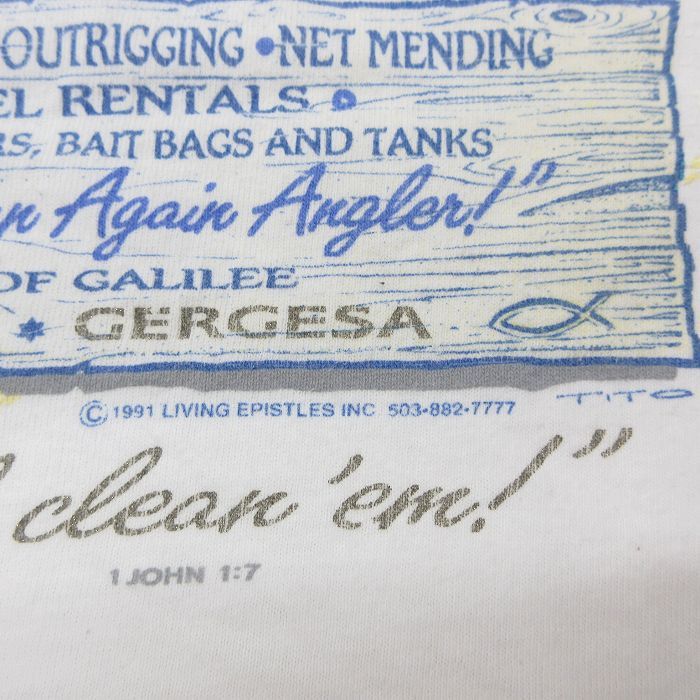 OUTRIGGING • NET MENDING
EL RENTALS
RS, BAIT BAGS AND TANKS
n Again Angler!"
OF GALILEE
* GERGESA
© 1991 LIVING EPISTLES INC 503-882-7777
TITO
clean 'em!"
1 JOHN 1:7